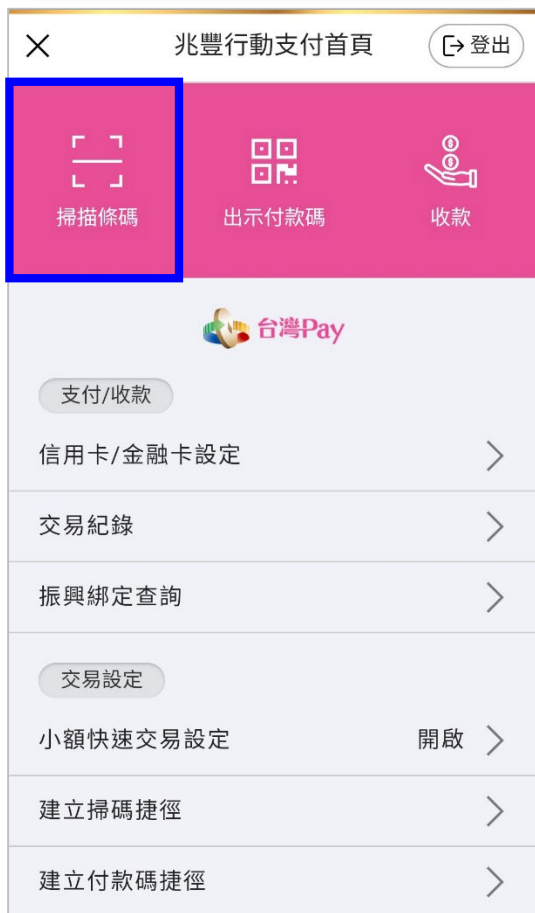 兆豐行動支付首頁
登出
掃描條碼
出示付款碼
收款
台灣Pay
支付/收款
信用卡/金融卡設定
交易紀錄
振興綁定查詢
交易設定
小額快速交易設定 開啟
建立掃碼捷徑
建立付款碼捷徑